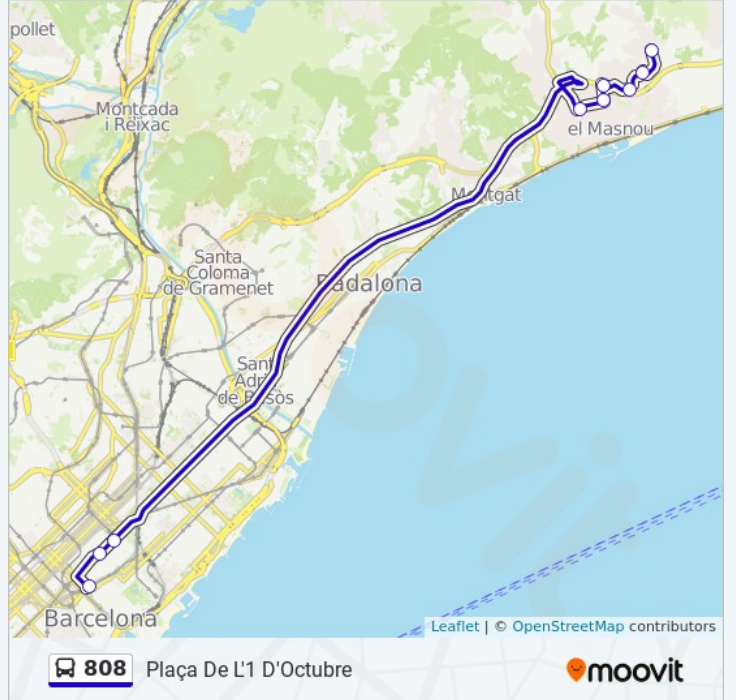 pollet
Montcada
i Reixac
el Masnou
Montgat
Santa
Coloma
de Gramenet
Badalona
Sant
Adrià
de Besòs
Barcelona
Leaflet | © OpenStreetMap contributors
808 Plaça De L'1 D'Octubre
moovit
moovit